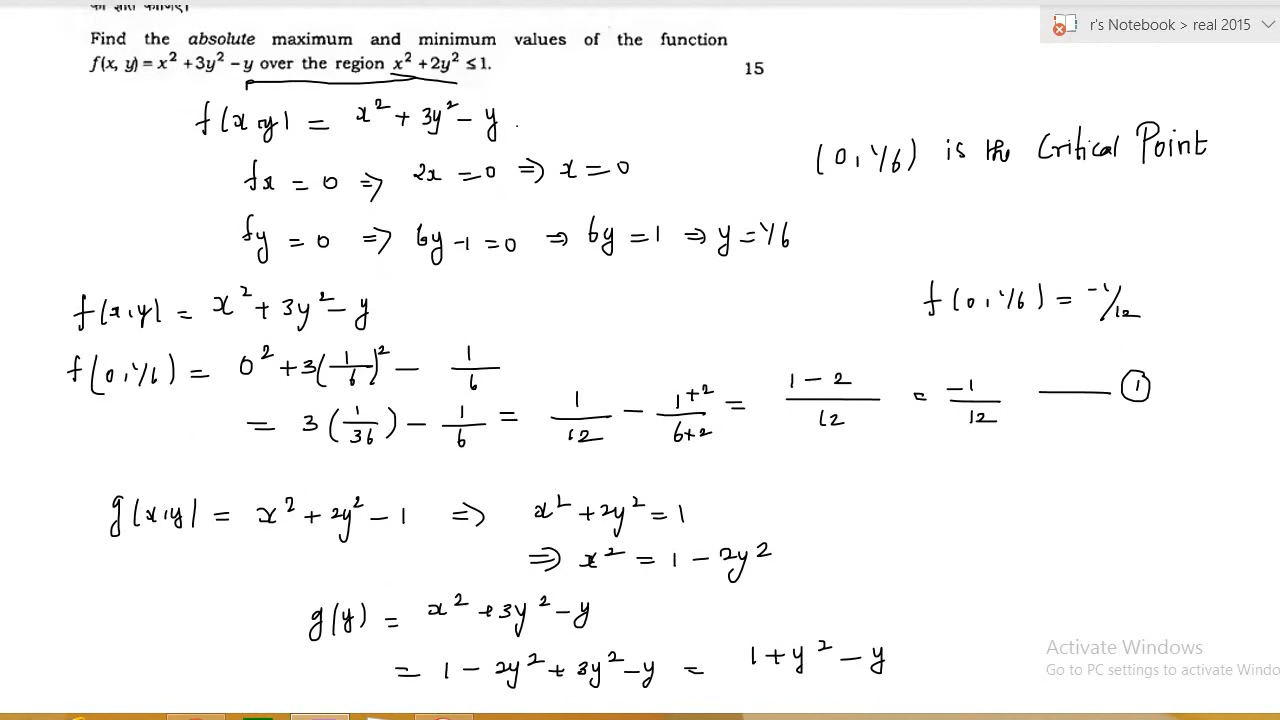 को ज्ञात कीजिए।
r's Notebook > real 2015
Find the absolute maximum and minimum values of the function
f(x, y) = x² + 3y² − y over the region x² + 2y² ≤ 1.
15
f(x,y) = x² + 3y² − y .
(0, 1/6) is the Critical Point
fx = 0 ⇒ 2x = 0 ⇒ x = 0
fy = 0 ⇒ 6y − 1 = 0 ⇒ 6y = 1 ⇒ y = 1/6
f(x,y) = x² + 3y² − y
f(0, 1/6) = −1/12
f(0, 1/6) = 0² + 3(1/6)² − 1/6
= 3(1/36) − 1/6 = 1/12 − 1×2/6×2 = 1−2/12 = −1/12 —— ①
g(x,y) = x² + 2y² − 1 ⇒ x² + 2y² = 1
⇒ x² = 1 − 2y²
g(y) = x² + 3y² − y
= 1 − 2y² + 3y² − y = 1 + y² − y
Activate Windows
Go to PC settings to activate Windo